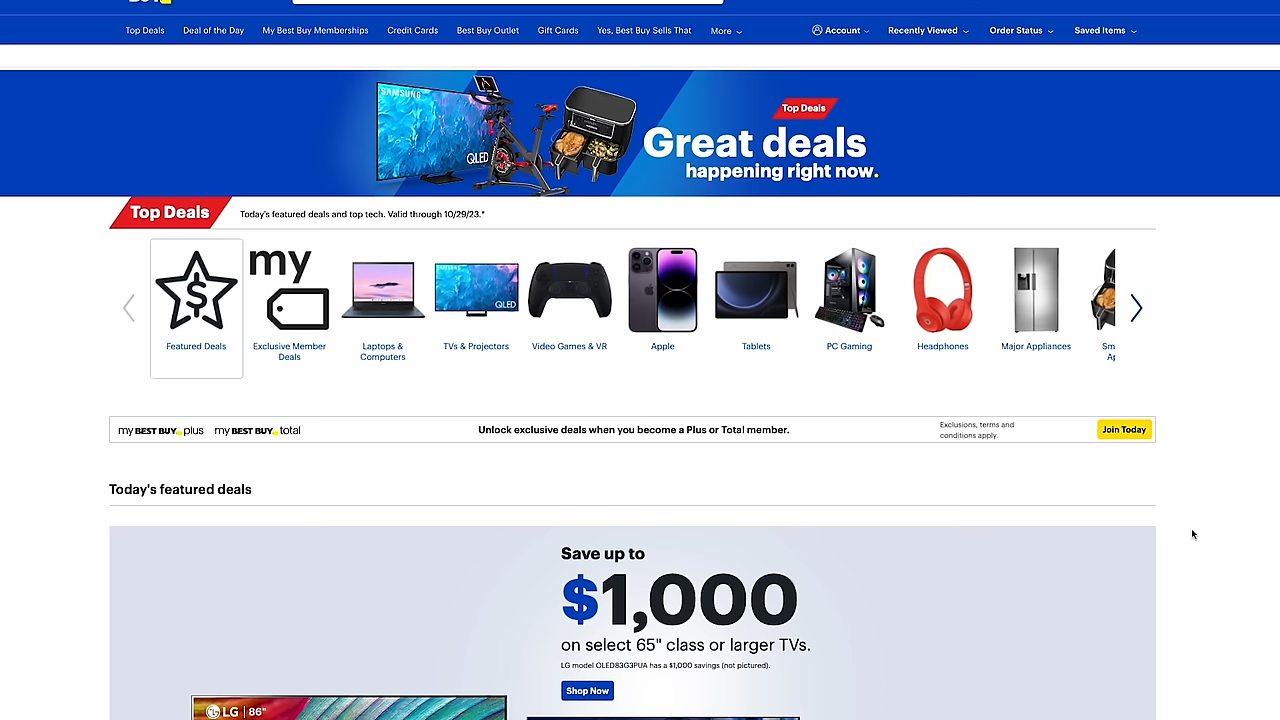 Top Deals Deal of the Day My Best Buy Memberships Credit Cards Best Buy Outlet Gift Cards Yes, Best Buy Sells That More Account Recently Viewed Order Status Saved Items
SAMSUNG
QLED
Top Deals
Great deals
happening right now.
Top Deals
Today's featured deals and top tech. Valid through 10/29/23.*
my
SAMSUNG
QLED
Featured Deals
Exclusive Member
Deals
Laptops &
Computers
TVs & Projectors
Video Games & VR
Apple
Tablets
PC Gaming
Headphones
Major Appliances
Sm
Ap
my BEST BUY plus my BEST BUY total
Unlock exclusive deals when you become a Plus or Total member.
Exclusions, terms and
conditions apply.
Join Today
Today's featured deals
Save up to
$1,000
on select 65" class or larger TVs.
LG model OLED83G3PUA has a $1,000 savings (not pictured).
Shop Now
LG 86"